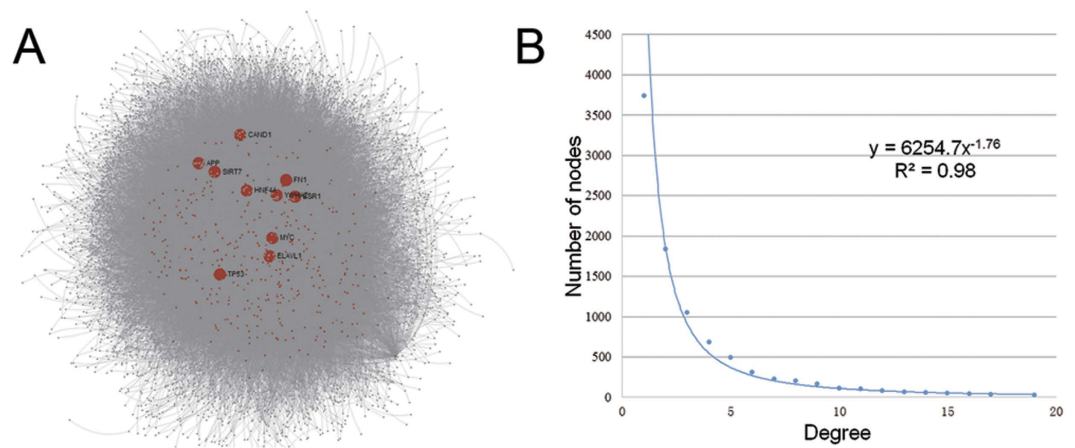 A
CAND1
APP
SIRT7
FN1
HNF4A
ESR1
MYC
ELAVL1
TP53
B
4500
4000
3500
3000
2500
2000
1500
1000
500
0
Number of nodes
y = 6254.7x^-1.76
R² = 0.98
0 5 10 15 20
Degree